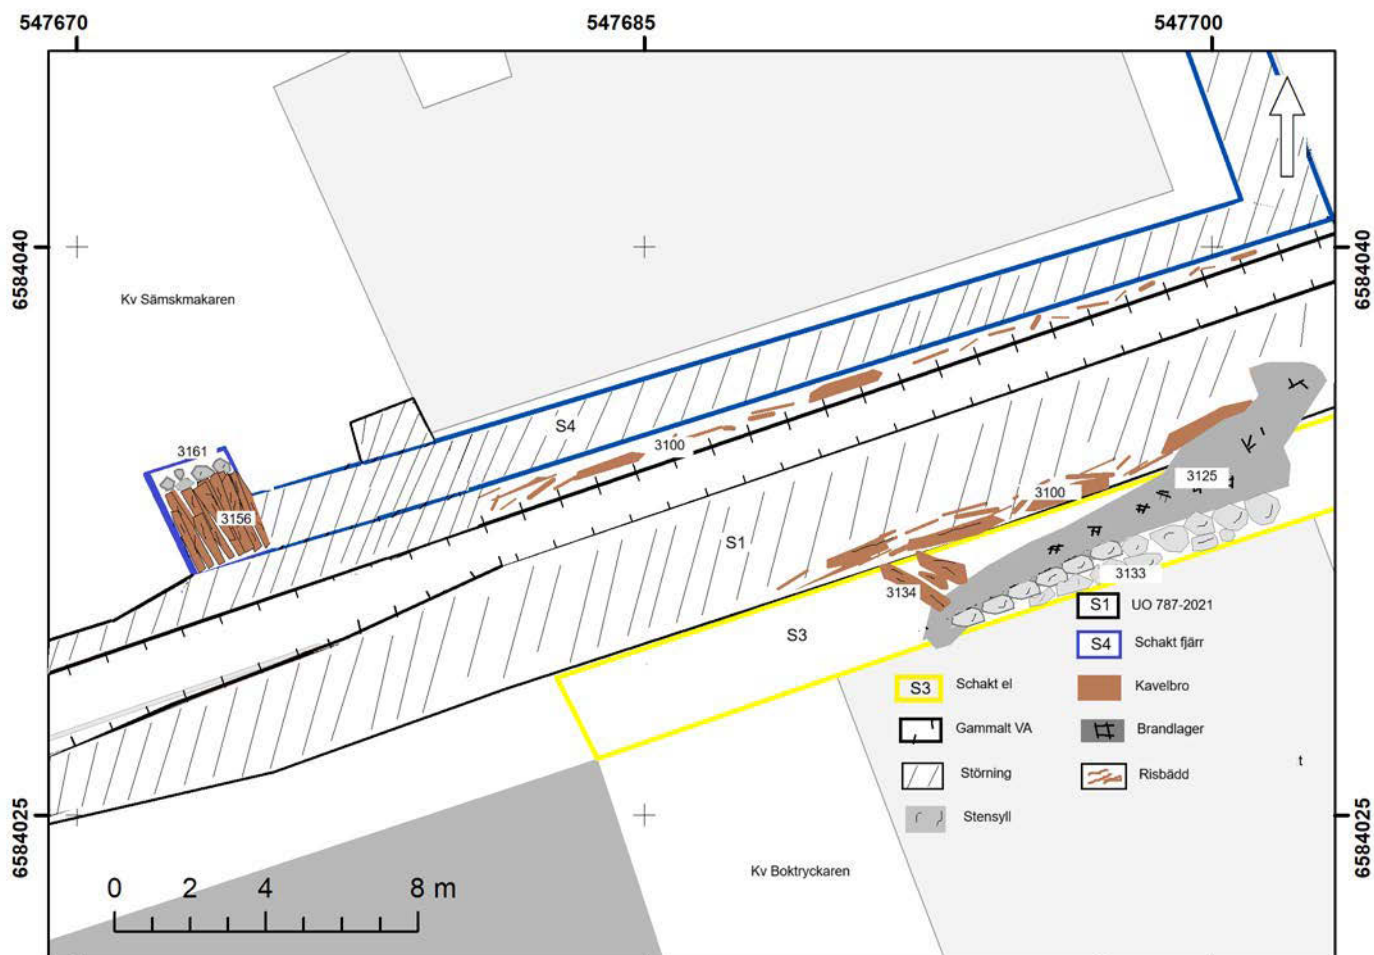 547670 547685 547700
6584040 6584040
Kv Sämskmakaren
S4
3161
3100
3156
3125
3100
S1
3133
3134
S3
S1 UO 787-2021
S4 Schakt fjärr
S3 Schakt el
Kavelbro
Gammalt VA
Brandlager
Störning
Risbädd
Stensyll
t
6584025 6584025
Kv Boktryckaren
0 2 4 8 m